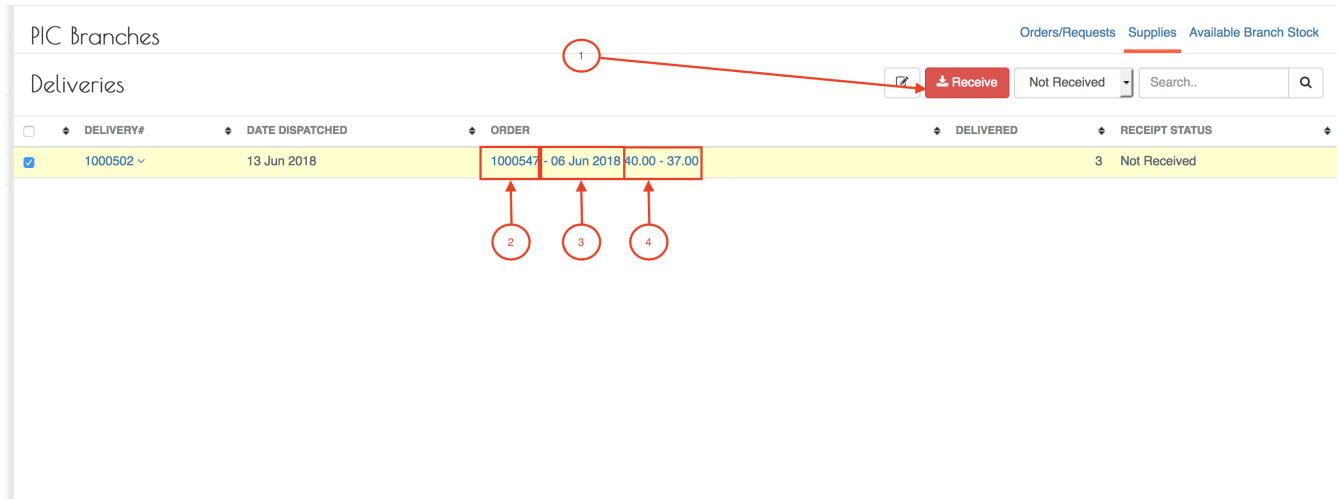 PIC Branches
Orders/Requests Supplies Available Branch Stock
1
Deliveries
Receive Not Received Search..
DELIVERY# DATE DISPATCHED ORDER DELIVERED RECEIPT STATUS
1000502 13 Jun 2018 1000547 - 06 Jun 2018 40.00 - 37.00 3 Not Received
2 3 4